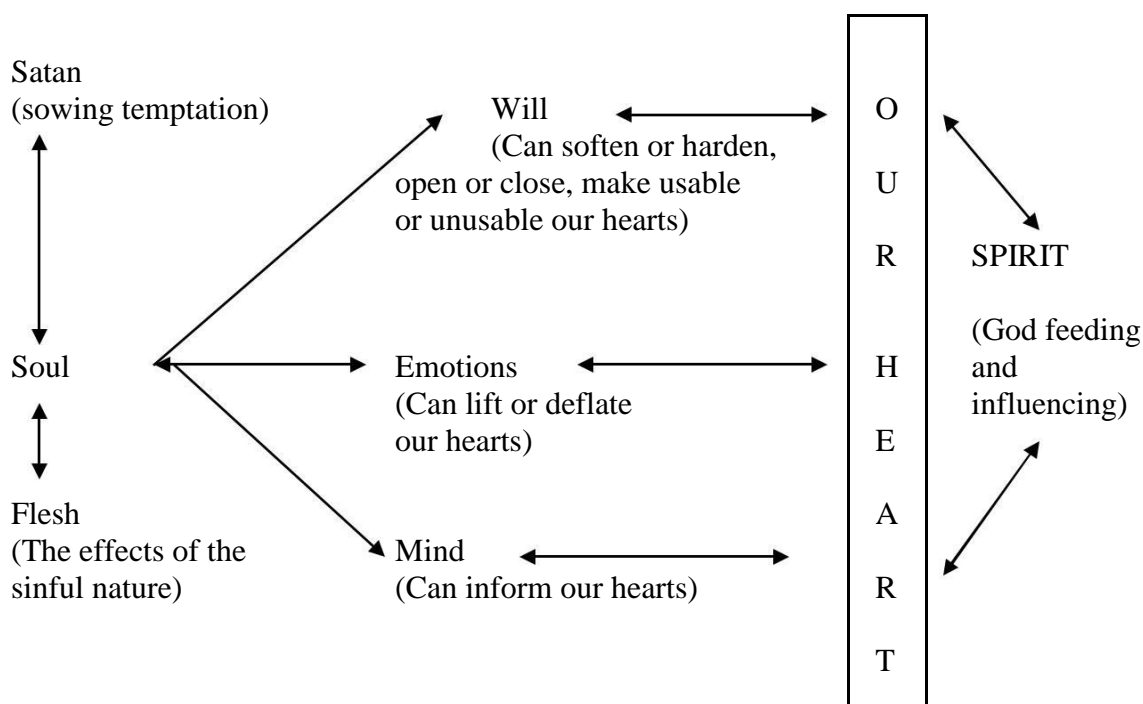 Satan
(sowing temptation)
Soul
Flesh
(The effects of the
sinful nature)
Will
(Can soften or harden,
open or close, make usable
or unusable our hearts)
Emotions
(Can lift or deflate
our hearts)
Mind
(Can inform our hearts)
O
U
R
H
E
A
R
T
SPIRIT
(God feeding
and
influencing)